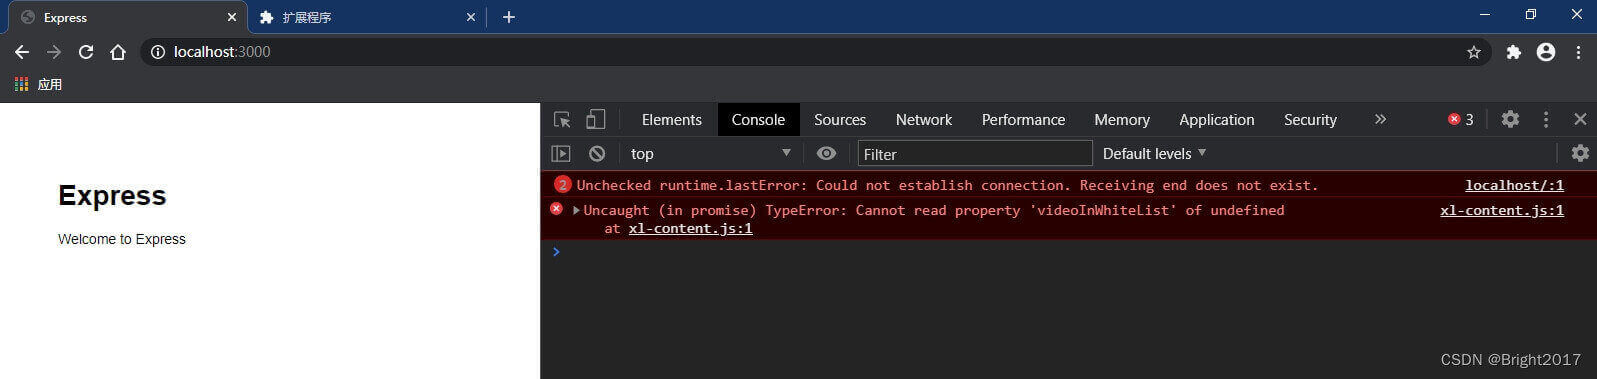 Express
扩展程序
localhost:3000
应用
Elements Console Sources Network Performance Memory Application Security » 3
top Filter Default levels
Express
Welcome to Express
2 Unchecked runtime.lastError: Could not establish connection. Receiving end does not exist. localhost/:1
Uncaught (in promise) TypeError: Cannot read property 'videoInWhiteList' of undefined xl-content.js:1
at xl-content.js:1
CSDN @Bright2017